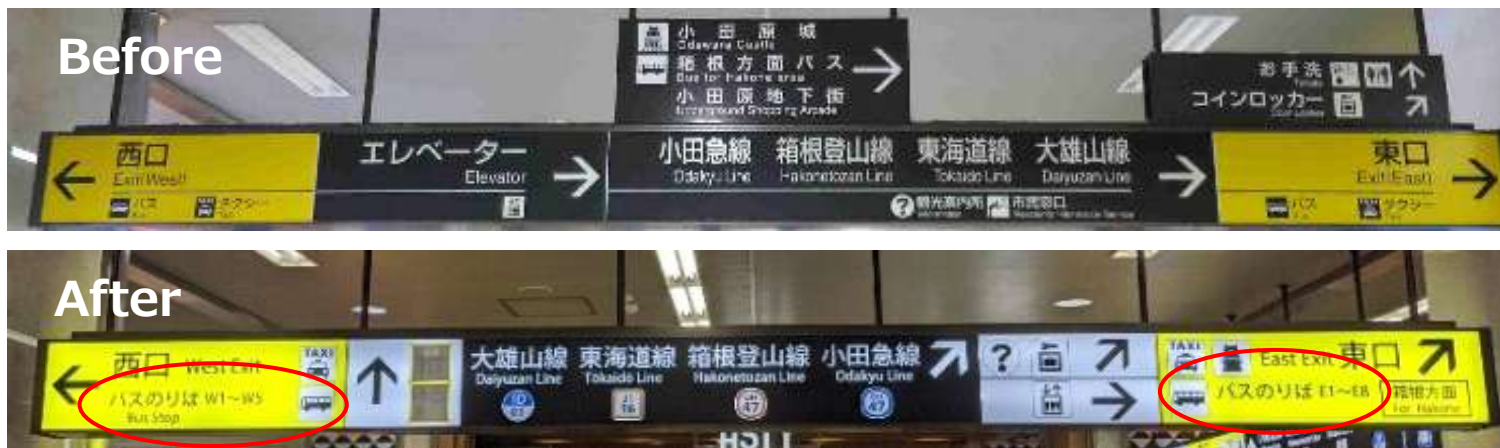 Before
小田原城
Odawara Castle
箱根方面バス
Bus for Hakone area
小田原地下街
Underground Shopping Arcade
お手洗
コインロッカー
西口
Exit(West)
バス
タクシー
エレベーター
Elevator
小田急線 箱根登山線 東海道線 大雄山線
Odakyu Line Hakonetozan Line Tokaido Line Daiyuzan Line
?観光案内所 市民窓口
東口
Exit(East)
バス
タクシー
After
西口 West Exit TAXI
バスのりば W1~W5
Bus Stop
大雄山線 東海道線 箱根登山線 小田急線
Daiyuzan Line Tokaido Line Hakonetozan Line Odakyu Line
47
47
?
TAXI East Exit 東口
バスのりば E1~E8
箱根方面
For Hakone